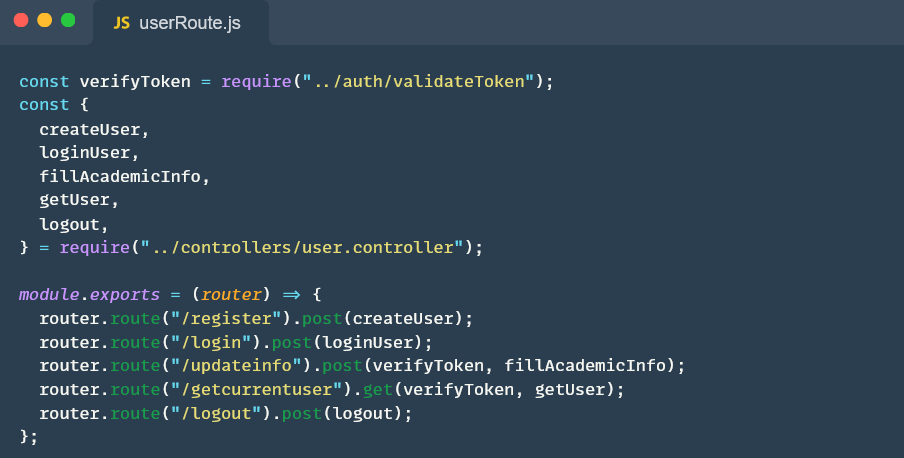 JS userRoute.js
const verifyToken = require("../auth/validateToken");
const {
  createUser,
  loginUser,
  fillAcademicInfo,
  getUser,
  logout,
} = require("../controllers/user.controller");
module.exports = (router) => {
  router.route("/register").post(createUser);
  router.route("/login").post(loginUser);
  router.route("/updateinfo").post(verifyToken, fillAcademicInfo);
  router.route("/getcurrentuser").get(verifyToken, getUser);
  router.route("/logout").post(logout);
};